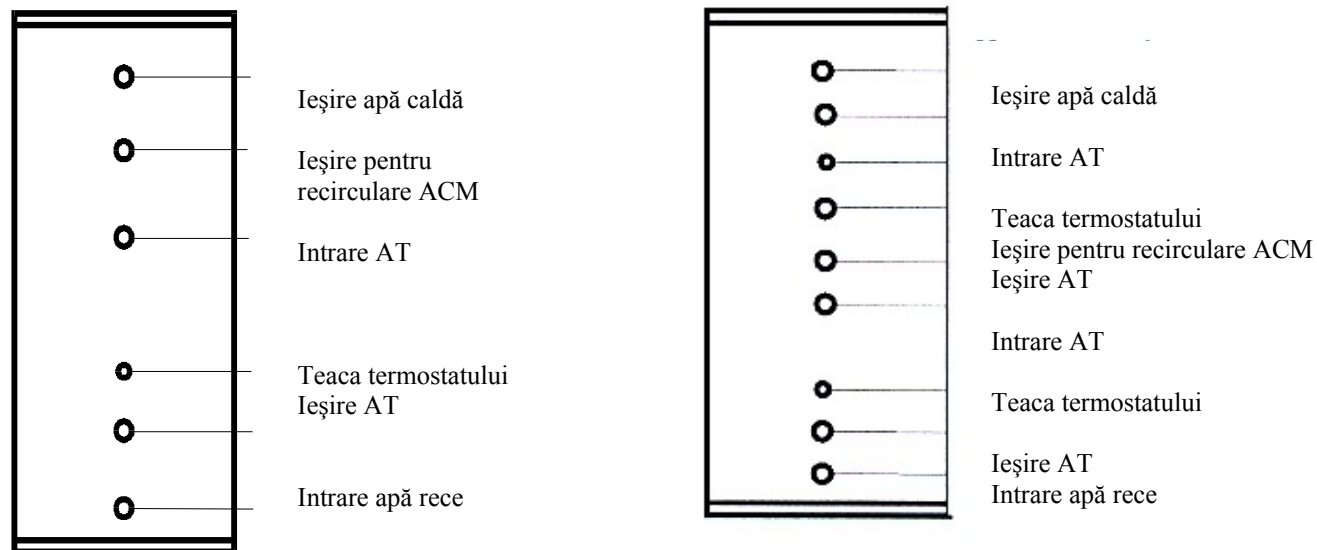 Ieşire apă caldă
Ieşire pentru
recirculare ACM
Intrare AT
Teaca termostatului
Ieşire AT
Intrare apă rece
Ieşire apă caldă
Intrare AT
Teaca termostatului
Ieşire pentru recirculare ACM
Ieşire AT
Intrare AT
Teaca termostatului
Ieşire AT
Intrare apă rece